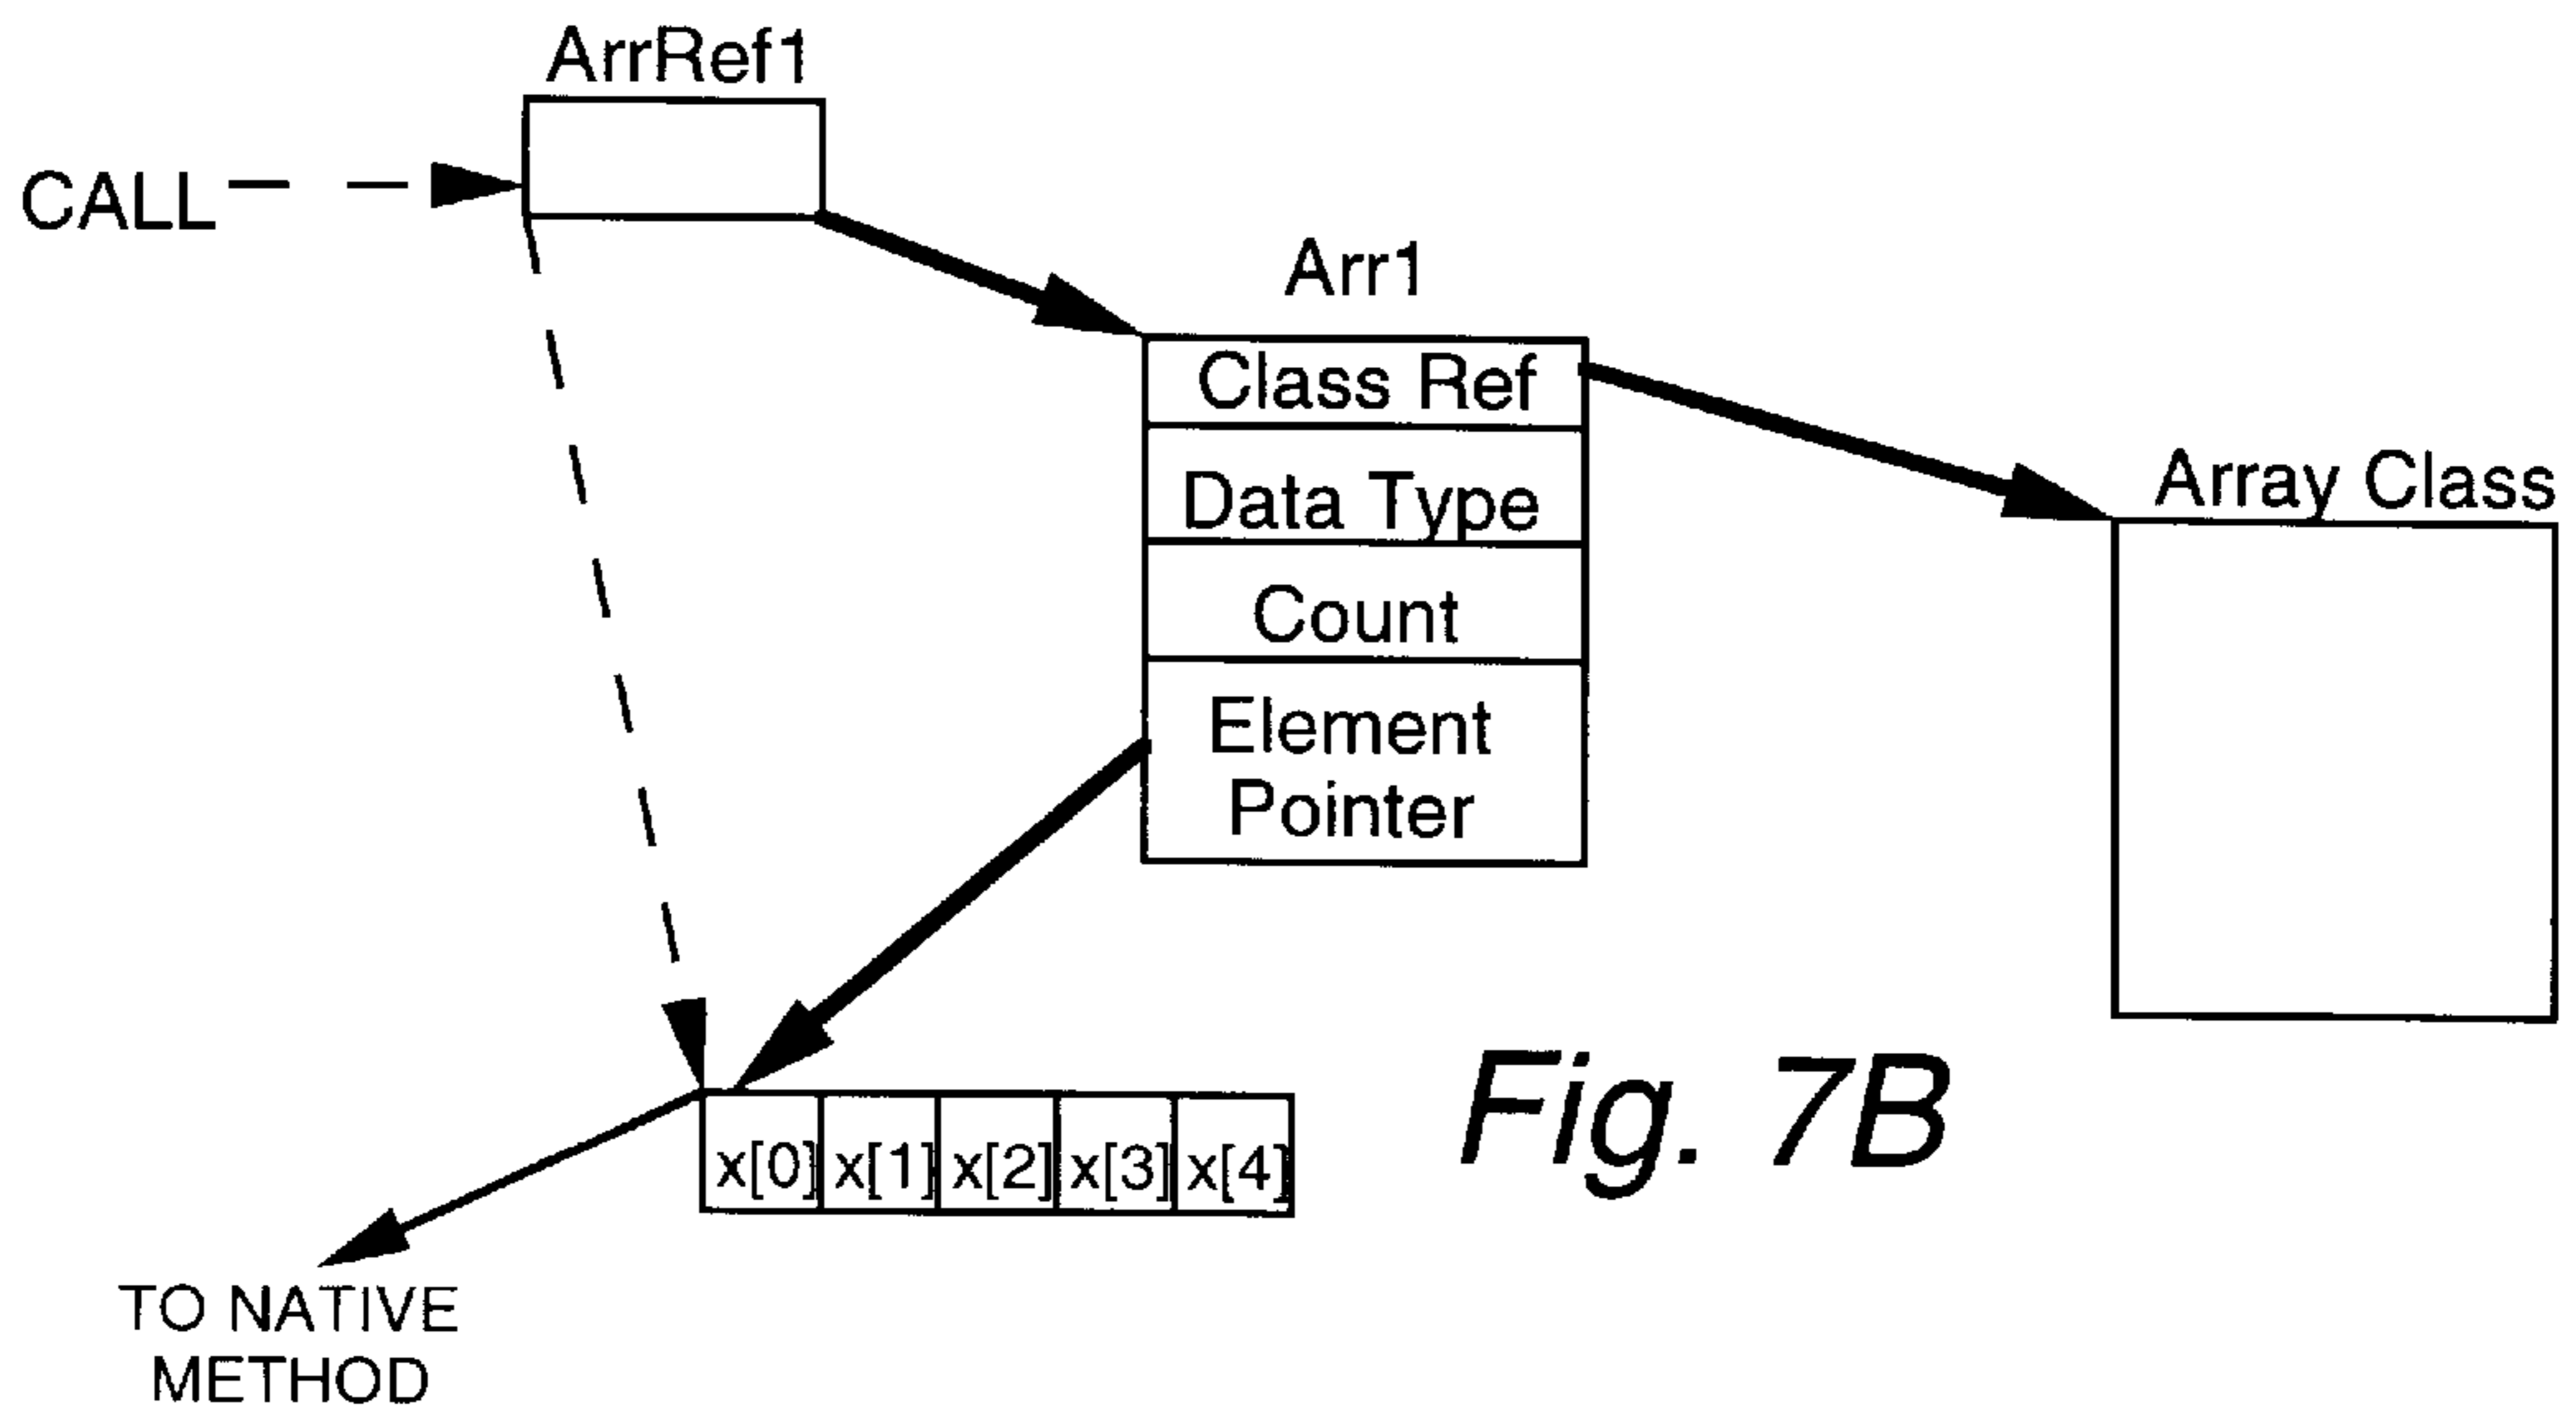 ArrRef1
CALL
Arr1
Class Ref
Data Type
Count
Element
Pointer
Array Class
x[0] x[1] x[2] x[3] x[4]
Fig. 7B
TO NATIVE
METHOD